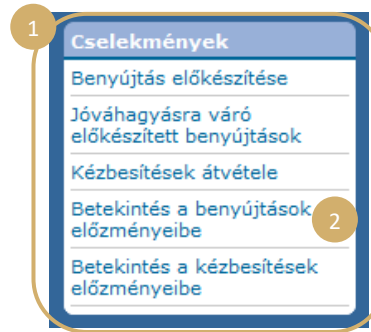 1
Cselekmények
Benyújtás előkészítése
Jóváhagyásra váró
előkészített benyújtások
Kézbesítések átvétele
Betekintés a benyújtások
előzményeibe
2
Betekintés a kézbesítések
előzményeibe